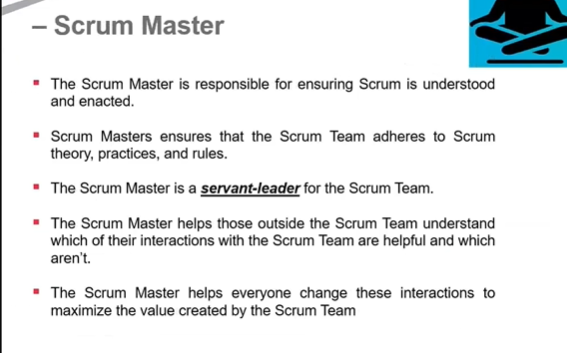 – Scrum Master
▪ The Scrum Master is responsible for ensuring Scrum is understood
and enacted.
▪ Scrum Masters ensures that the Scrum Team adheres to Scrum
theory, practices, and rules.
▪ The Scrum Master is a servant-leader for the Scrum Team.
▪ The Scrum Master helps those outside the Scrum Team understand
which of their interactions with the Scrum Team are helpful and which
aren't.
▪ The Scrum Master helps everyone change these interactions to
maximize the value created by the Scrum Team